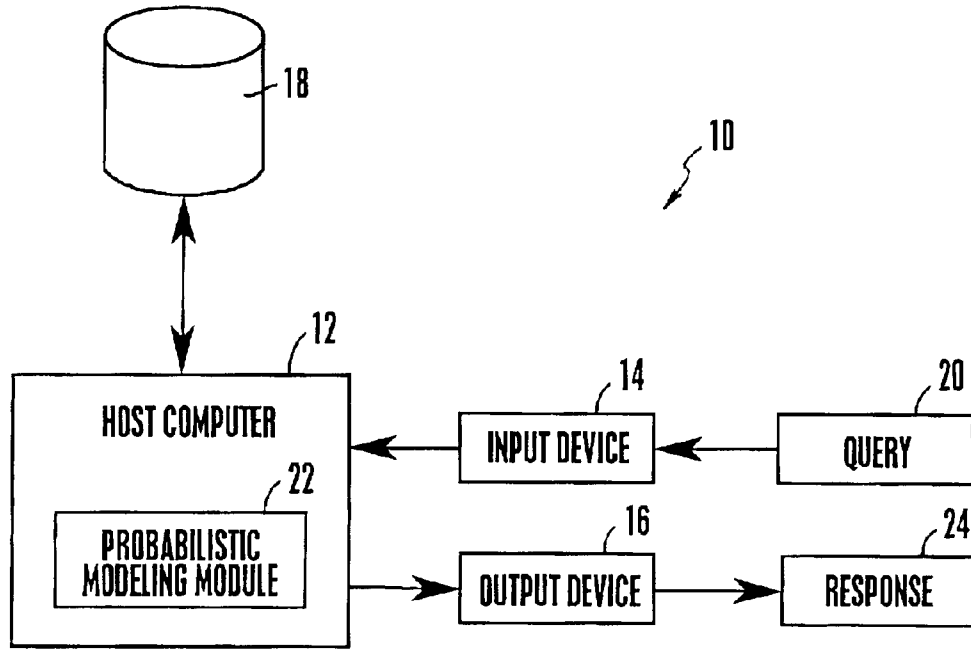 18
10
12
HOST COMPUTER
14
INPUT DEVICE
20
QUERY
22
PROBABILISTIC
MODELING MODULE
16
OUTPUT DEVICE
24
RESPONSE